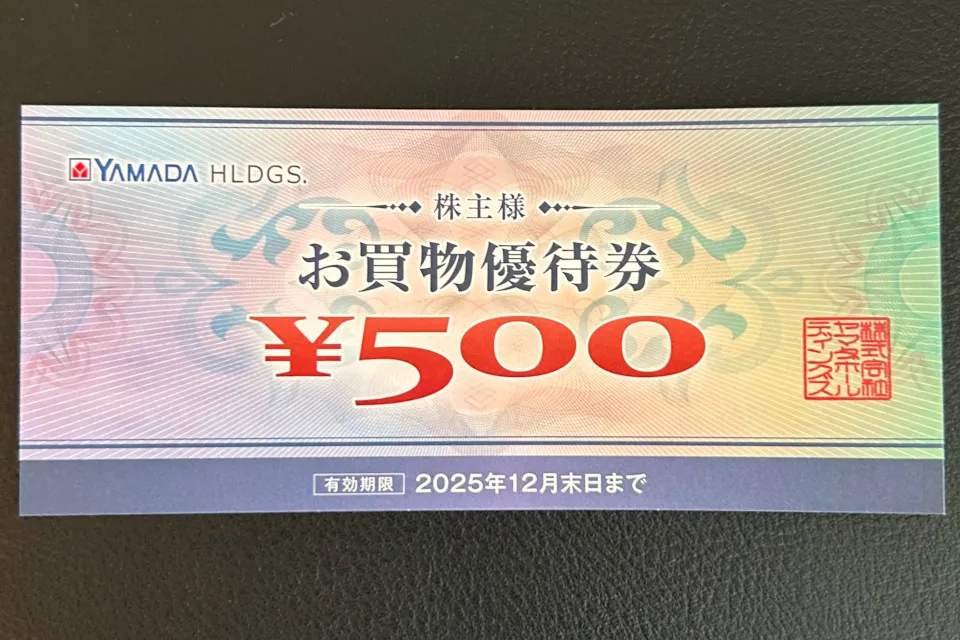 YAMADA HLDGS.
株主様
お買物優待券
¥500
株式会社
ヤマダホール
ディングス
有効期限 2025年12月末日まで